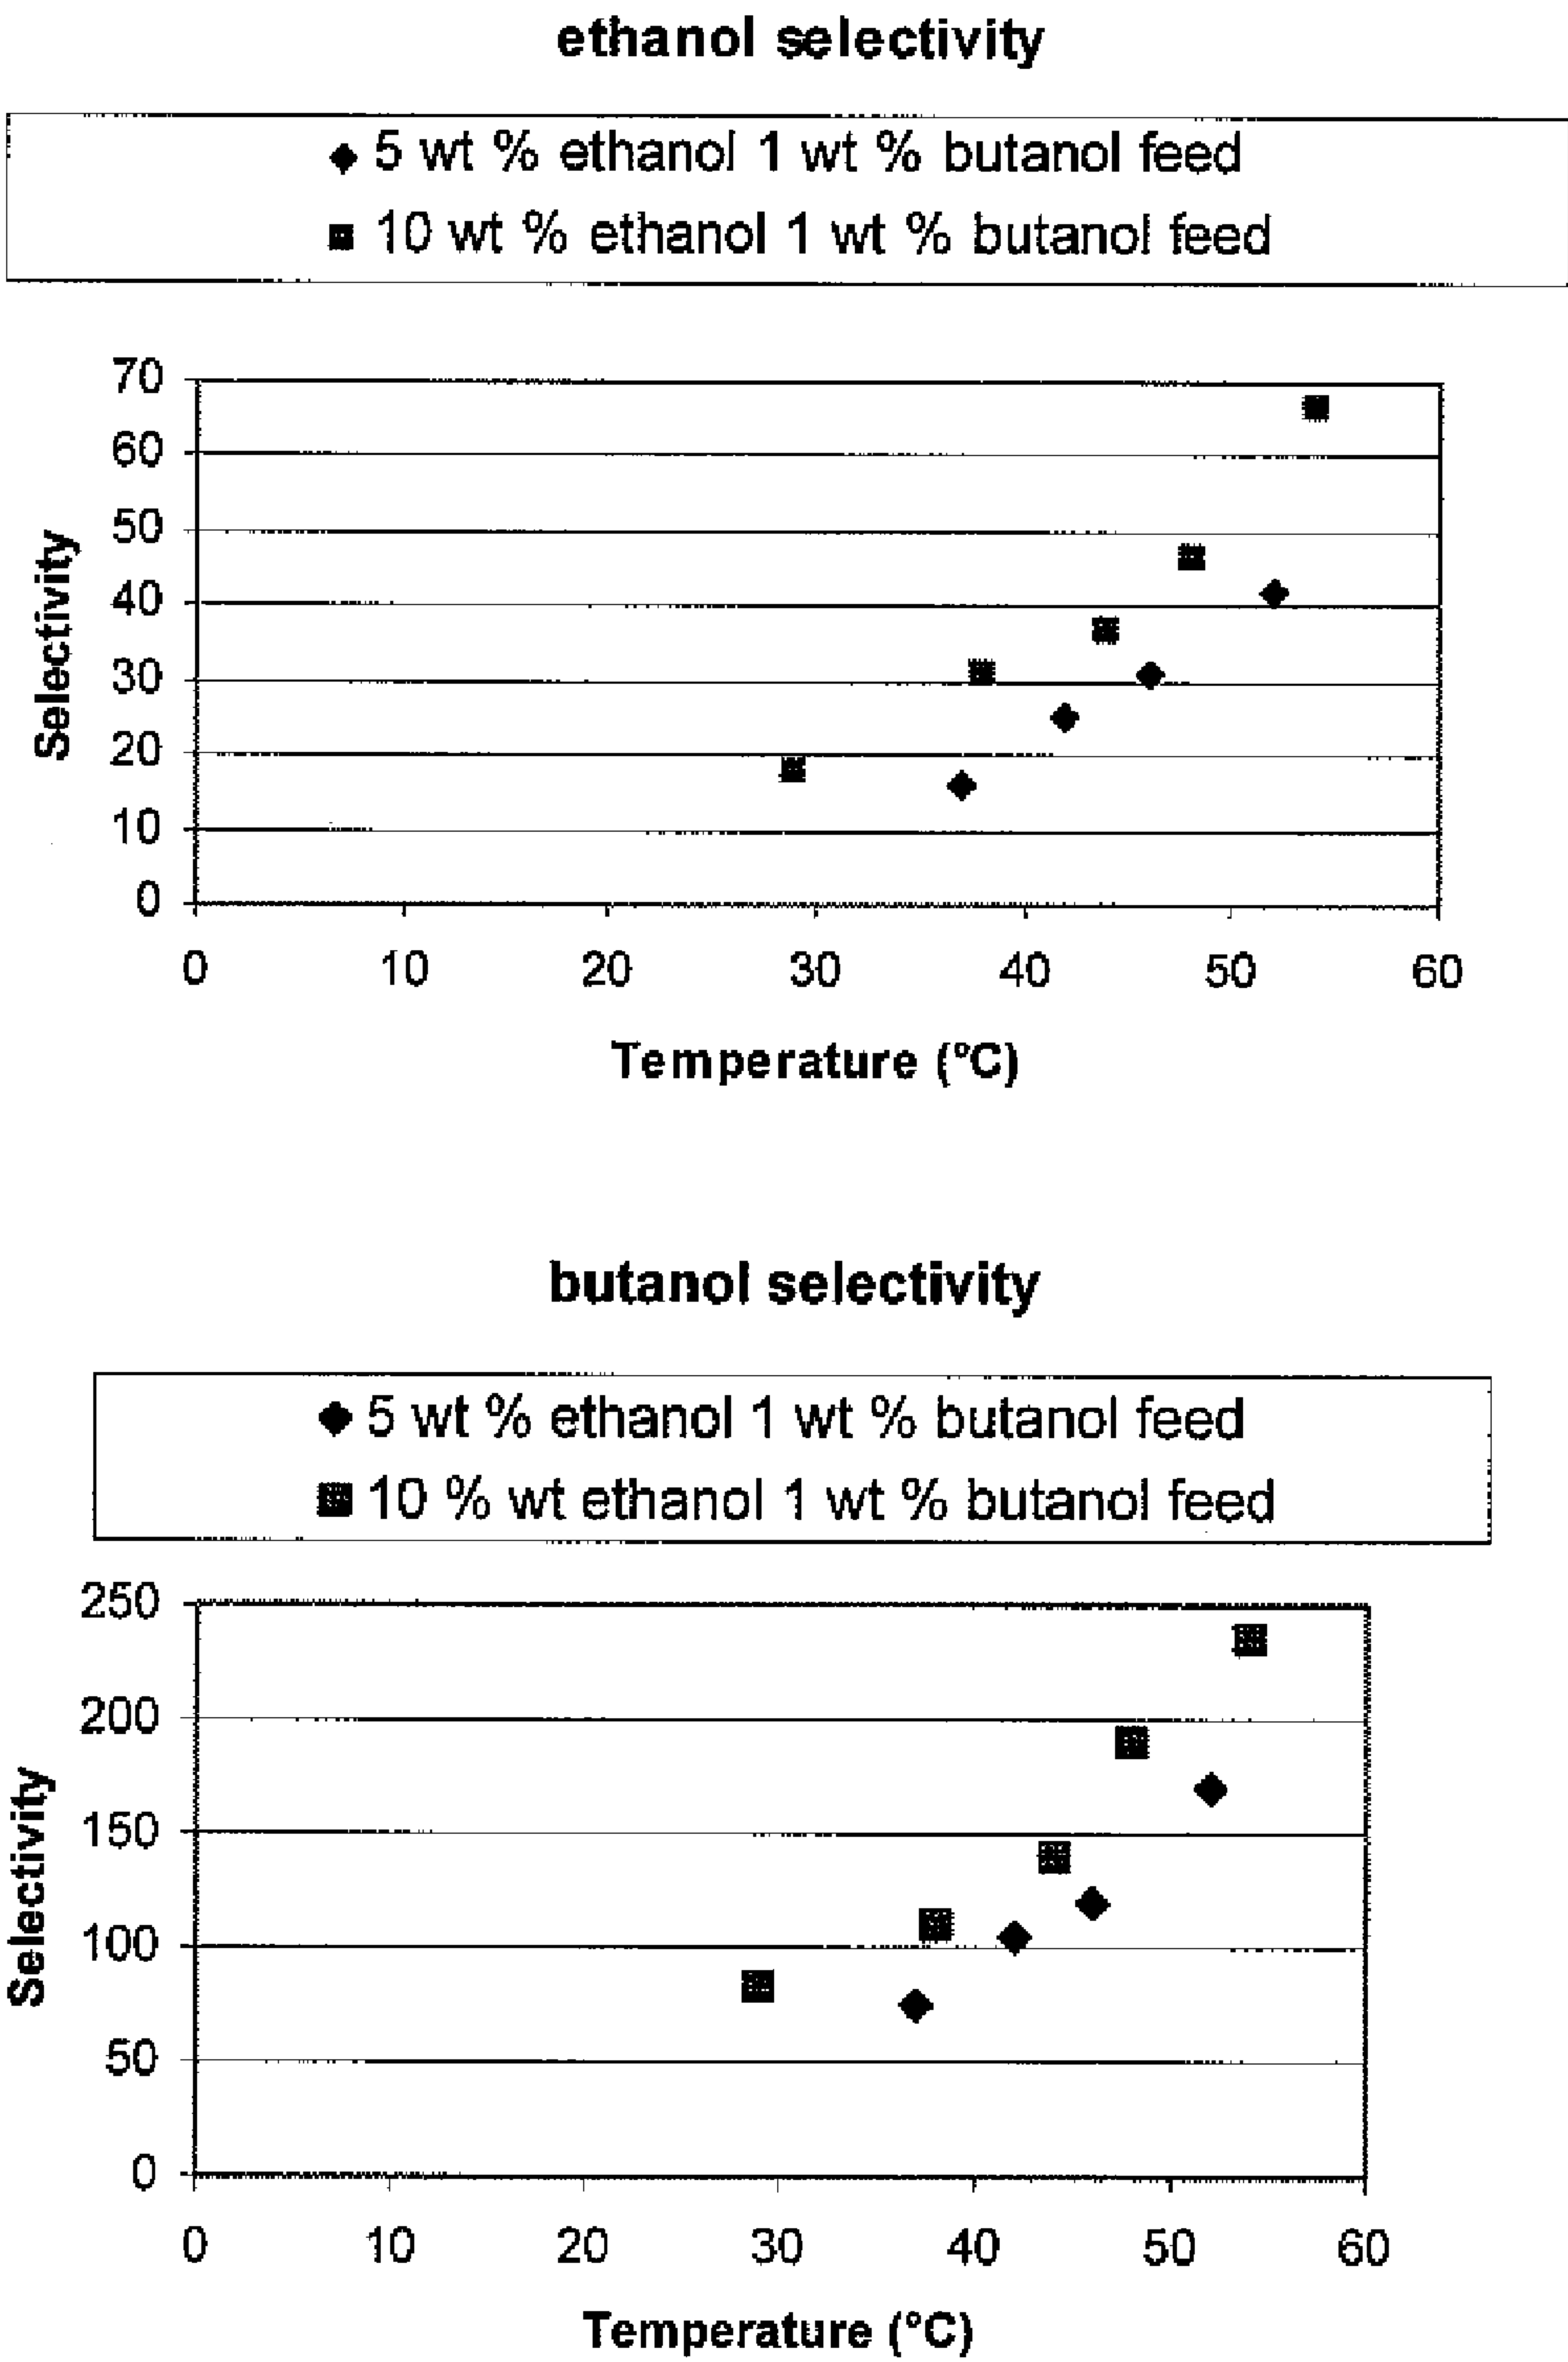 ethanol selectivity
◆ 5 wt % ethanol 1 wt % butanol feed
■ 10 wt % ethanol 1 wt % butanol feed
70
60
50
40
30
20
10
0
Selectivity
0 10 20 30 40 50 60
Temperature (°C)
butanol selectivity
◆ 5 wt % ethanol 1 wt % butanol feed
■ 10 % wt ethanol 1 wt % butanol feed
250
200
150
100
50
0
Selectivity
0 10 20 30 40 50 60
Temperature (°C)